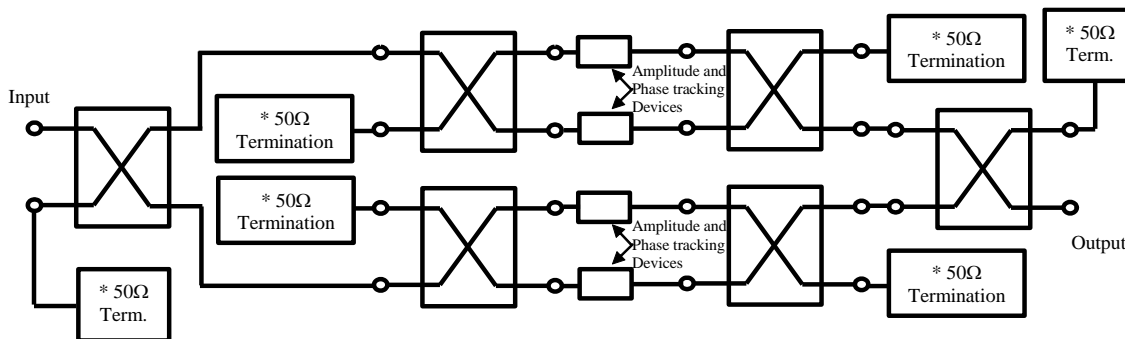 * 50Ω
Termination
* 50Ω
Term.
Amplitude and
Phase tracking
Devices
Input
* 50Ω
Termination
* 50Ω
Termination
Amplitude and
Phase tracking
Devices
Output
* 50Ω
Term.
* 50Ω
Termination